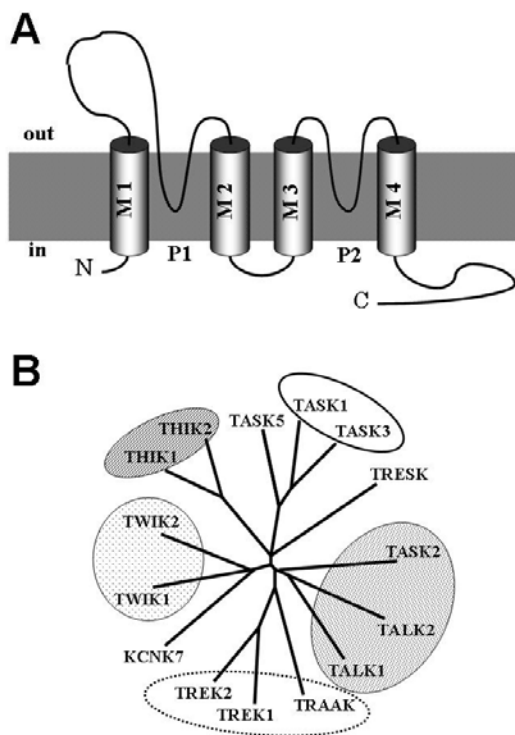 A
out
M 1
M 2
M 3
M 4
in
N
P1
P2
C
B
THIK2
TASK5
TASK1
THIK1
TASK3
TRESK
TWIK2
TASK2
TWIK1
TALK2
KCNK7
TALK1
TREK2
TRAAK
TREK1